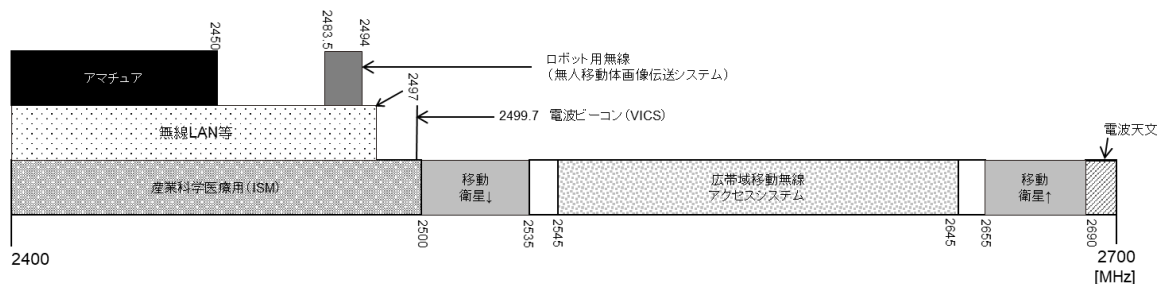 2450
2483.5
2494
アマチュア
ロボット用無線
(無人移動体画像伝送システム)
2497
2499.7 電波ビーコン(VICS)
無線LAN等
電波天文
産業科学医療用(ISM)
移動
衛星↓
広帯域移動無線
アクセスシステム
移動
衛星↑
2500
2535
2545
2645
2655
2690
2400
2700
[MHz]